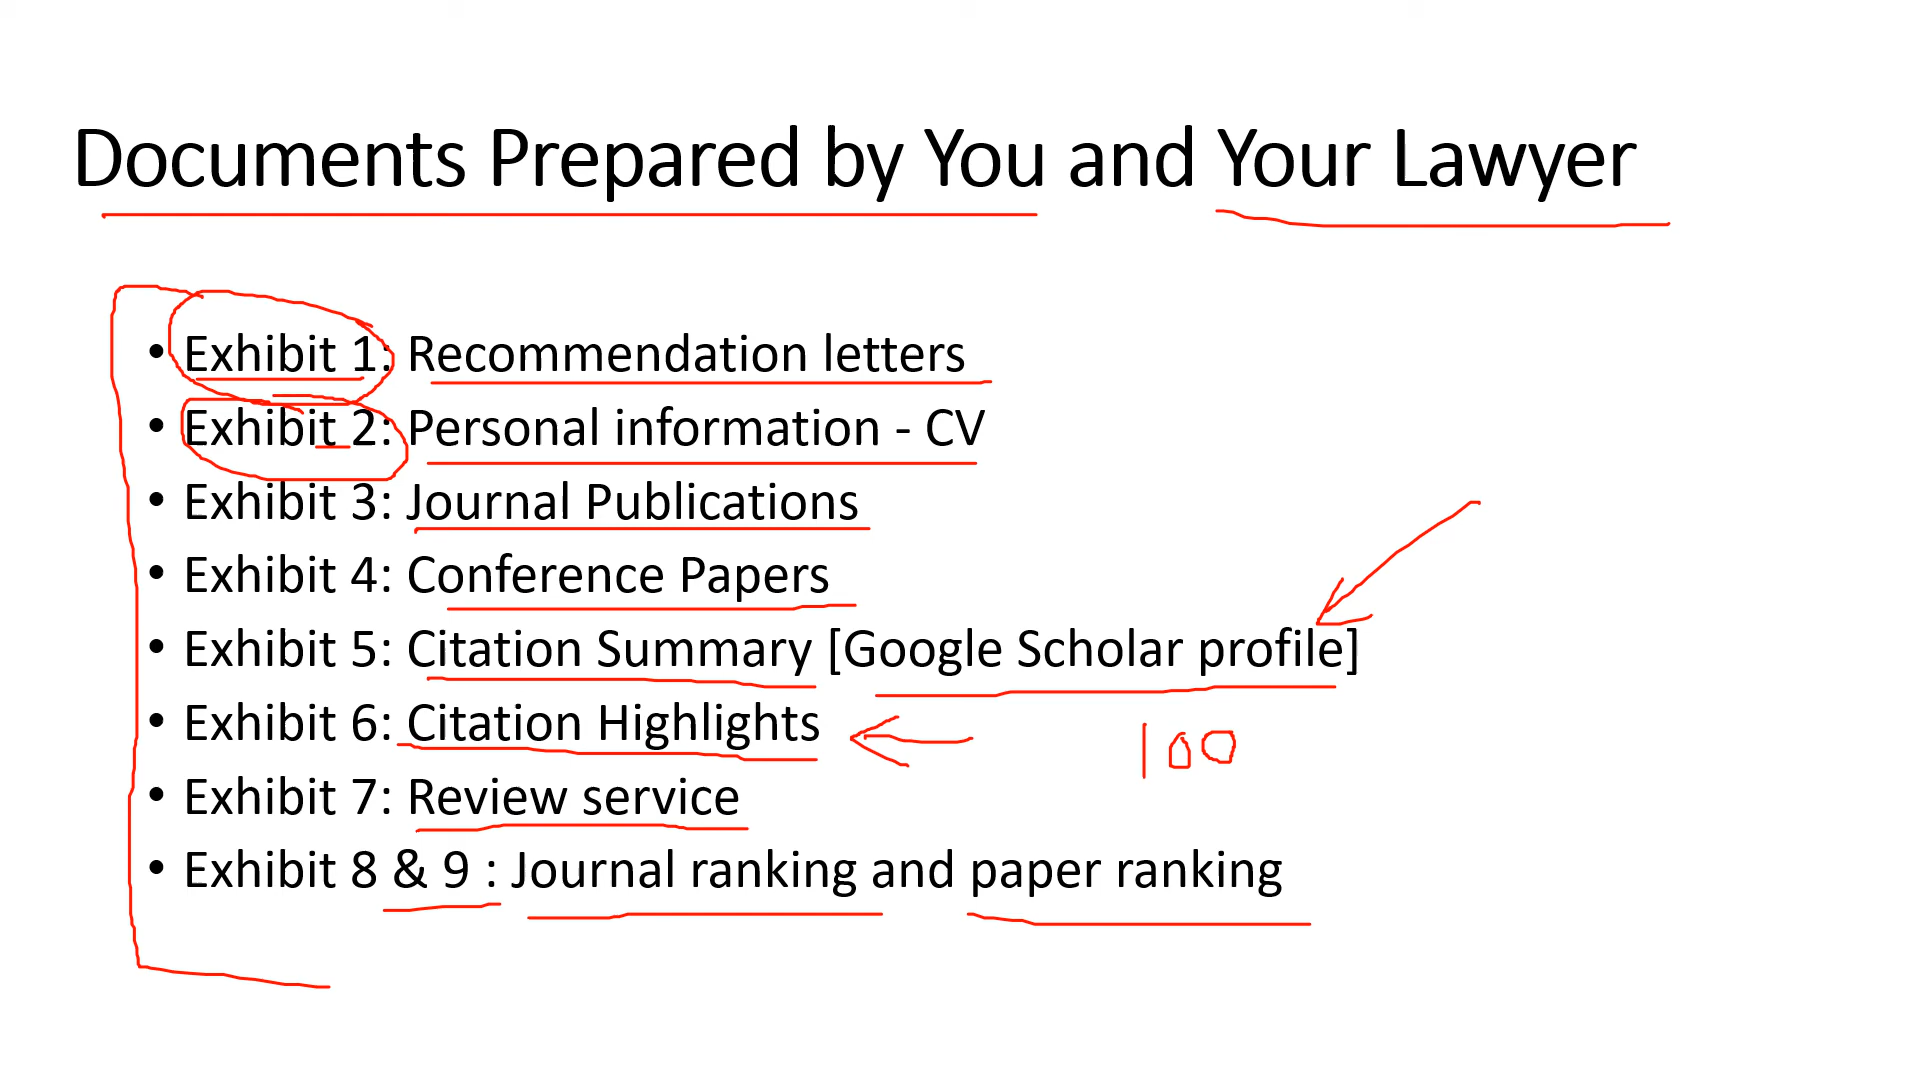 Documents Prepared by You and Your Lawyer
• Exhibit 1: Recommendation letters
• Exhibit 2: Personal information - CV
• Exhibit 3: Journal Publications
• Exhibit 4: Conference Papers
• Exhibit 5: Citation Summary [Google Scholar profile]
• Exhibit 6: Citation Highlights
100
• Exhibit 7: Review service
• Exhibit 8 & 9 : Journal ranking and paper ranking